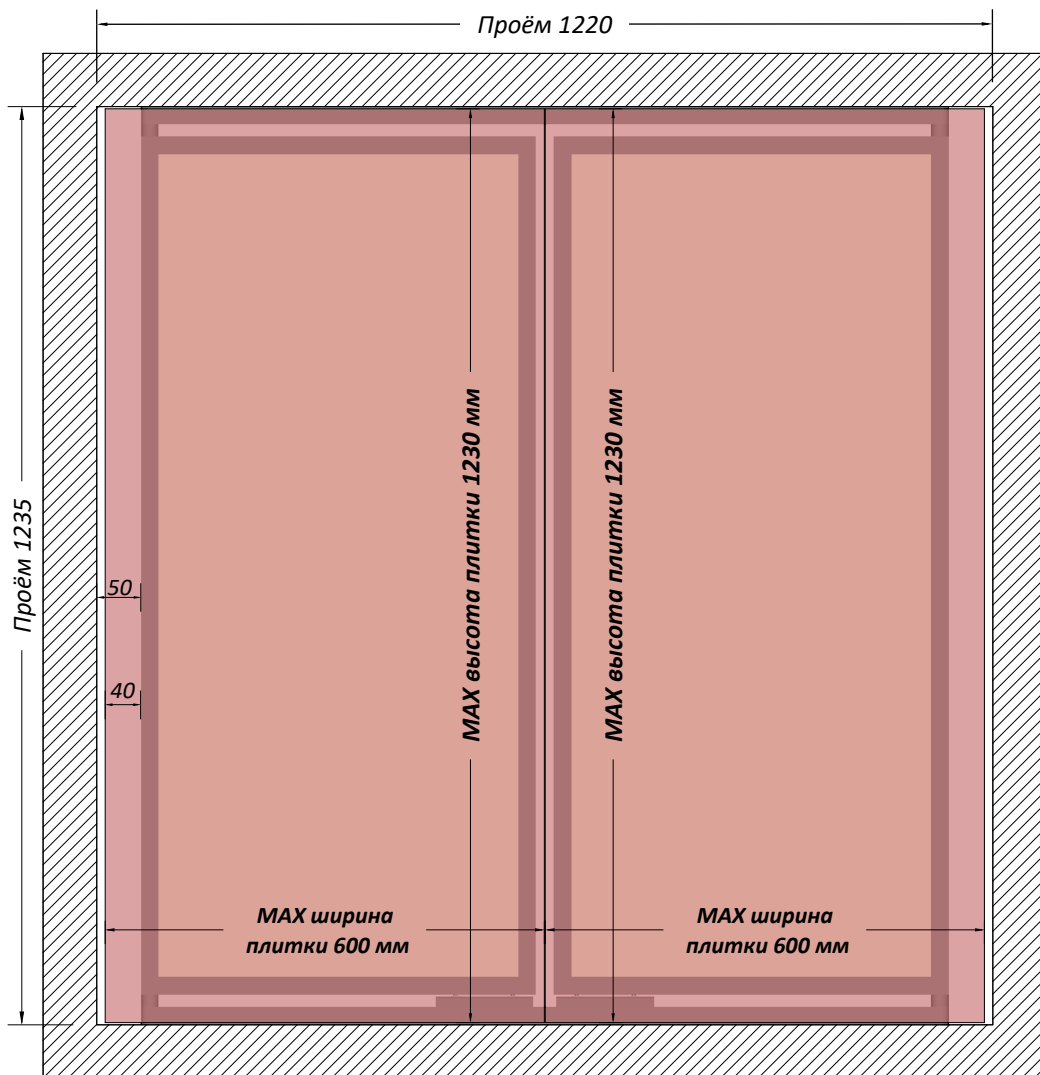 Проём 1220
Проём 1235
MAX высота плитки 1230 мм
MAX высота плитки 1230 мм
50
40
MAX ширина
плитки 600 мм
MAX ширина
плитки 600 мм